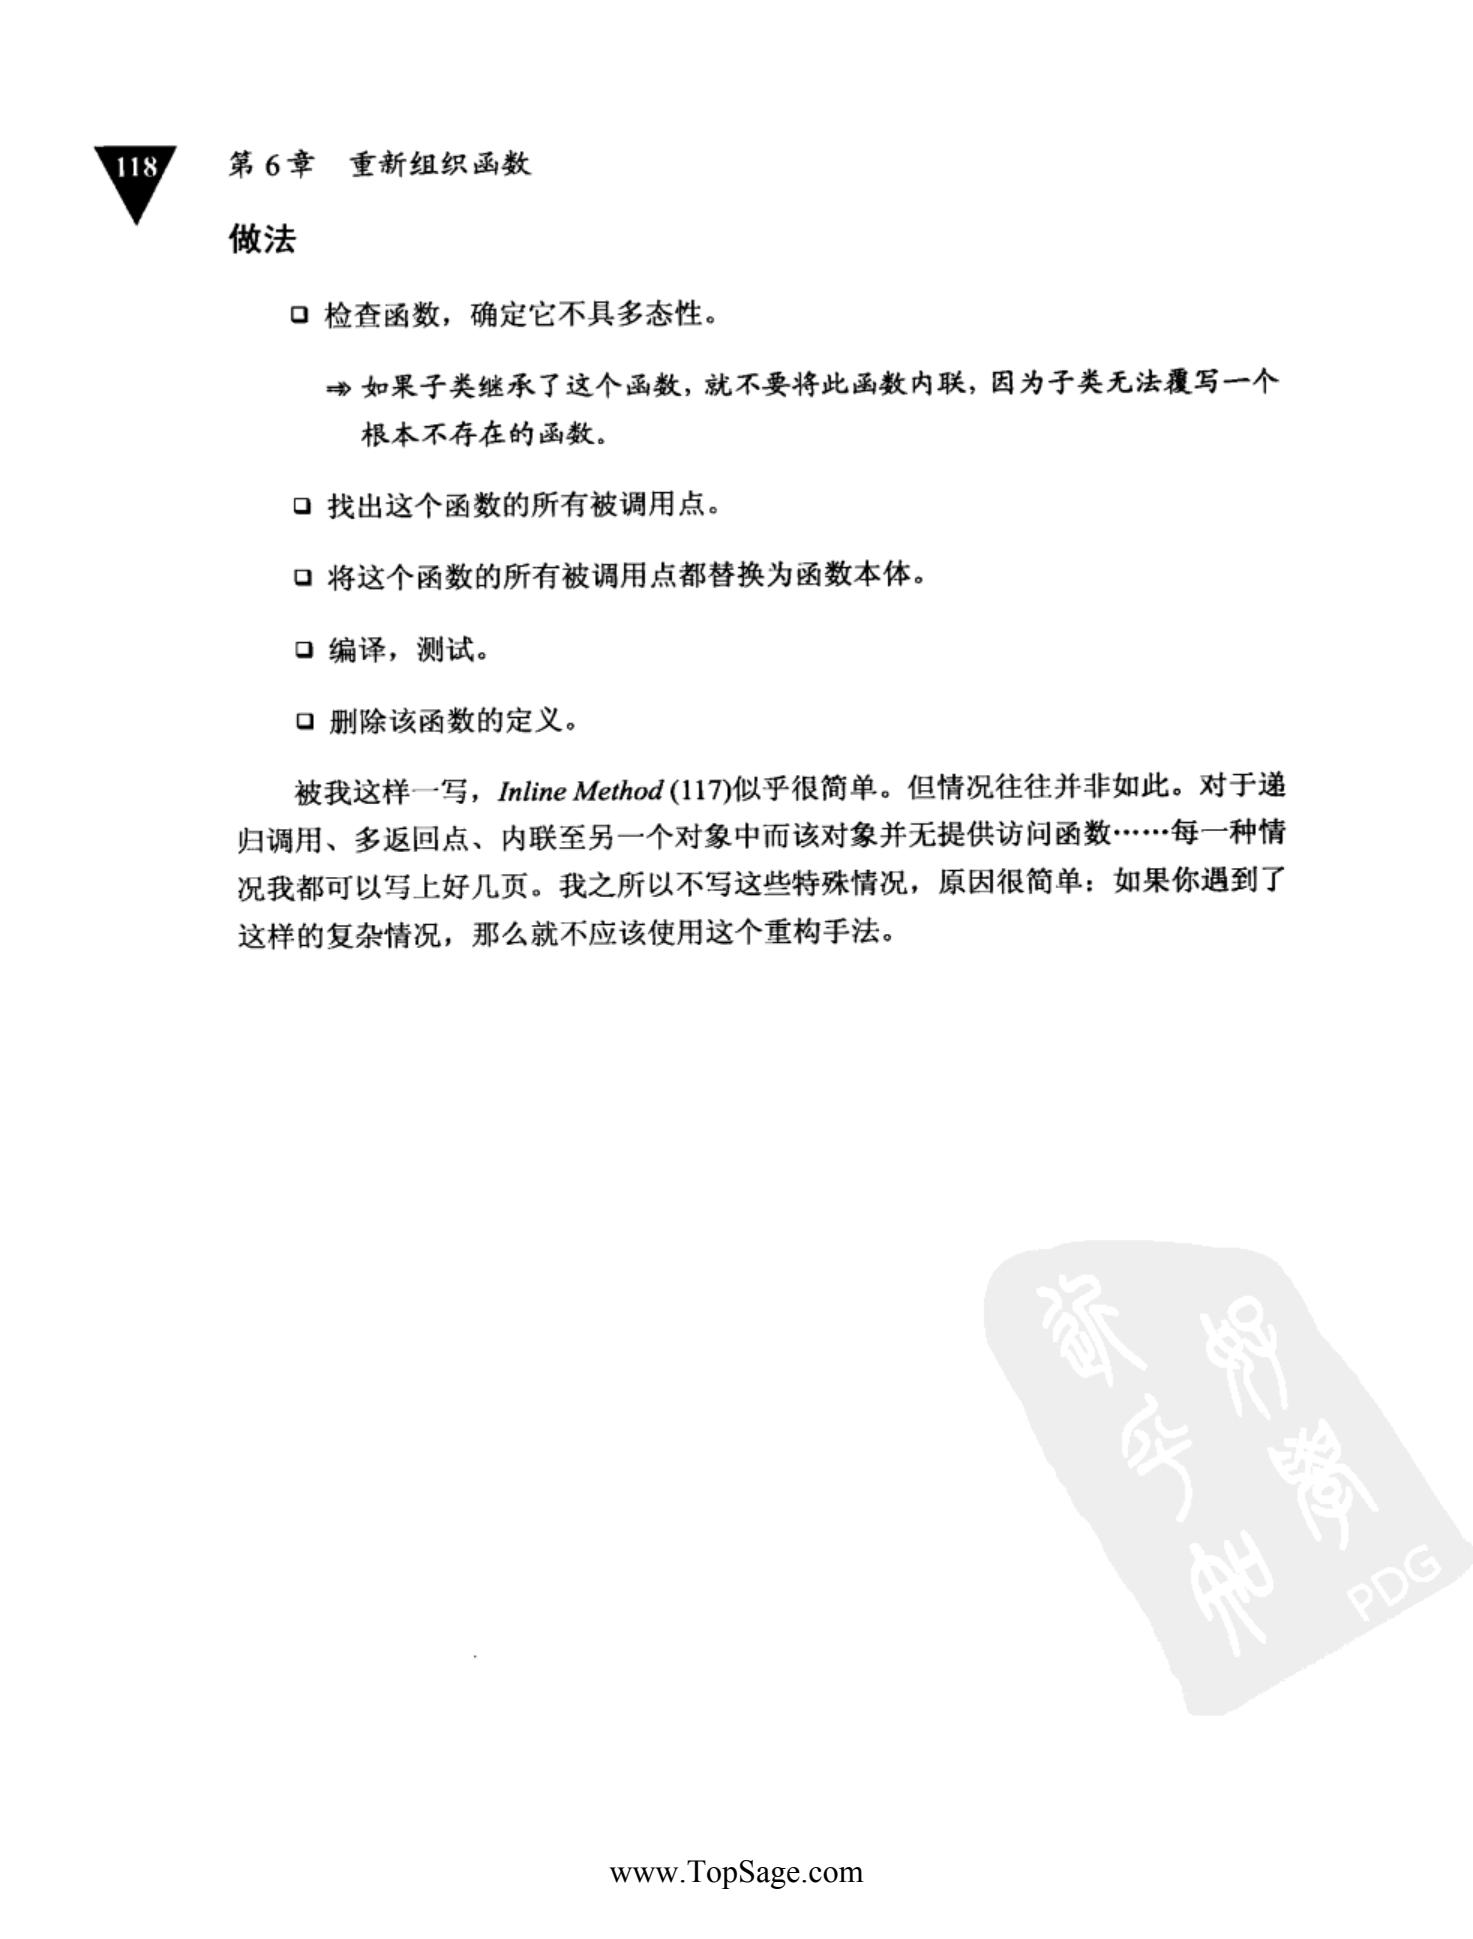 118
第 6 章 重新组织函数
做法
❑ 检查函数，确定它不具多态性。
⇒ 如果子类继承了这个函数，就不要将此函数内联，因为子类无法覆写一个
根本不存在的函数。
❑ 找出这个函数的所有被调用点。
❑ 将这个函数的所有被调用点都替换为函数本体。
❑ 编译，测试。
❑ 删除该函数的定义。
被我这样一写，Inline Method (117)似乎很简单。但情况往往并非如此。对于递
归调用、多返回点、内联至另一个对象中而该对象并无提供访问函数……每一种情
况我都可以写上好几页。我之所以不写这些特殊情况，原因很简单：如果你遇到了
这样的复杂情况，那么就不应该使用这个重构手法。
PDG
www.TopSage.com